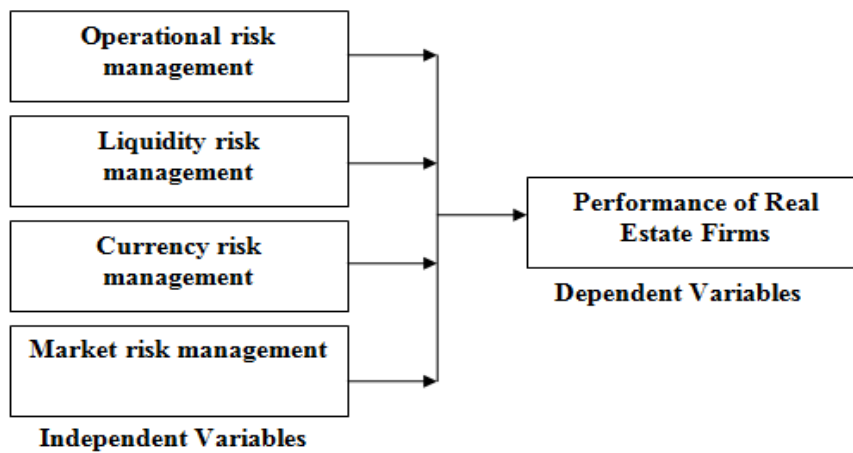 Operational risk
management
Liquidity risk
management
Currency risk
management
Market risk management
Independent Variables
Performance of Real
Estate Firms
Dependent Variables